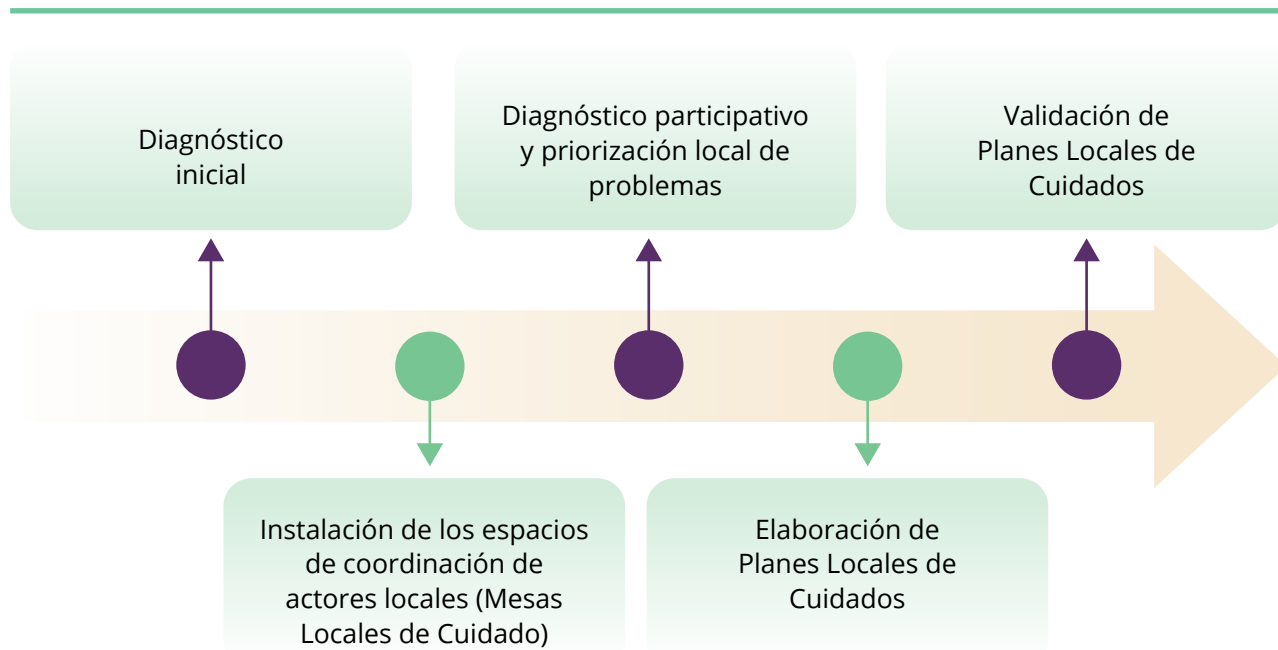 Diagnóstico
inicial
Instalación de los espacios
de coordinación de
actores locales (Mesas
Locales de Cuidado)
Diagnóstico participativo
y priorización local de
problemas
Elaboración de
Planes Locales de
Cuidados
Validación de
Planes Locales de
Cuidados